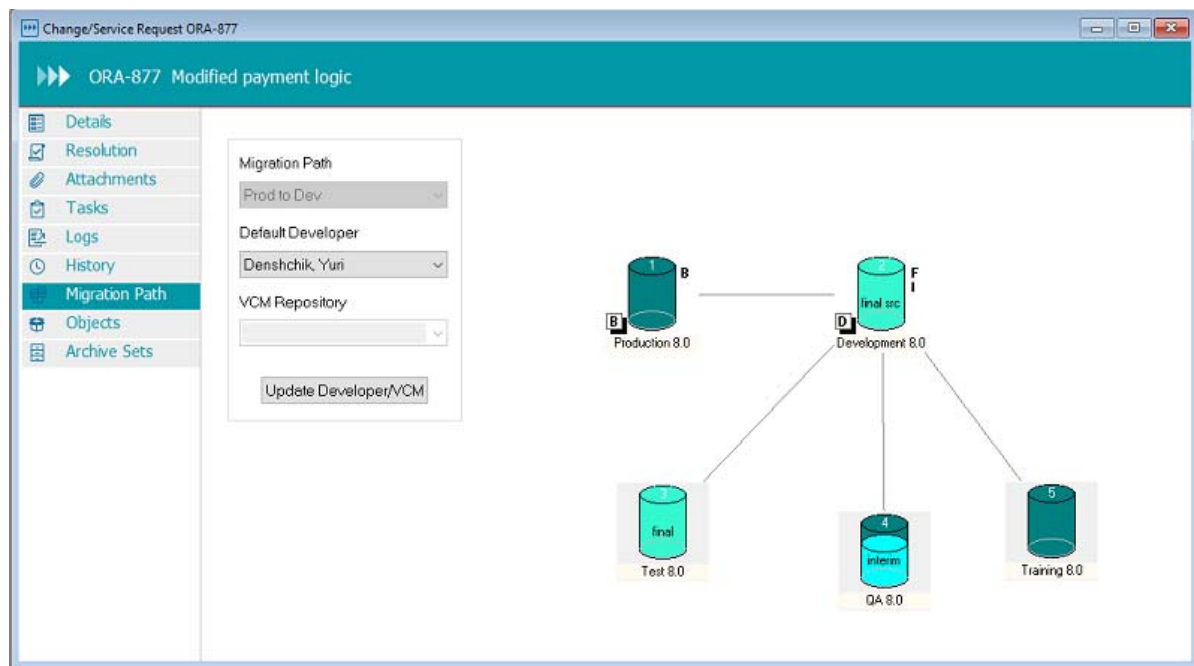 Change/Service Request ORA-877
ORA-877 Modified payment logic
Details
Resolution
Attachments
Tasks
Logs
History
Migration Path
Objects
Archive Sets
Migration Path
Prod to Dev
Default Developer
Denshchik, Yuri
VCM Repository
Update Developer/VCM
1
B
B
Production 8.0
2
F
I
final src
D
Development 8.0
3
final
Test 8.0
4
interim
QA 8.0
5
Training 8.0